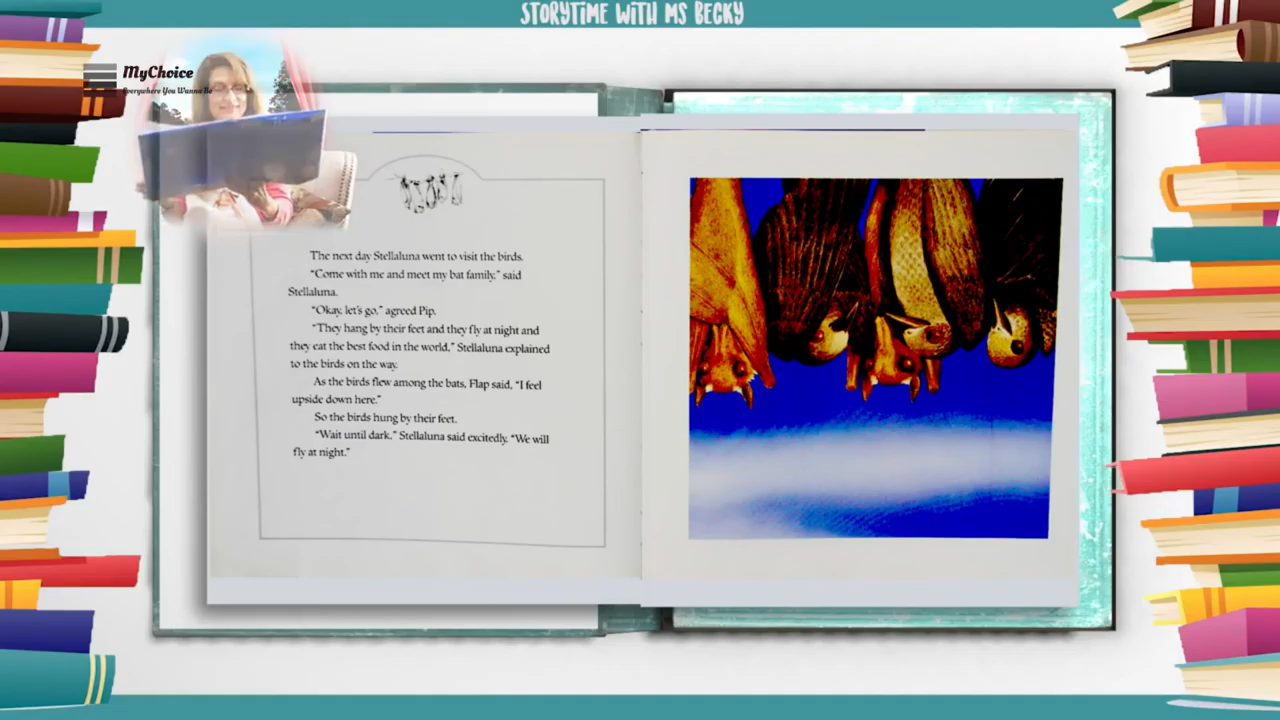 STORYTIME WITH MS BECKY
MyChoice
Everywhere You Wanna Be
The next day Stellaluna went to visit the birds.
"Come with me and meet my bat family," said
Stellaluna.
"Okay, let's go," agreed Pip.
"They hang by their feet and they fly at night and
they eat the best food in the world," Stellaluna explained
to the birds on the way.
As the birds flew among the bats, Flap said, "I feel
upside down here."
So the birds hung by their feet.
"Wait until dark," Stellaluna said excitedly. "We will
fly at night."